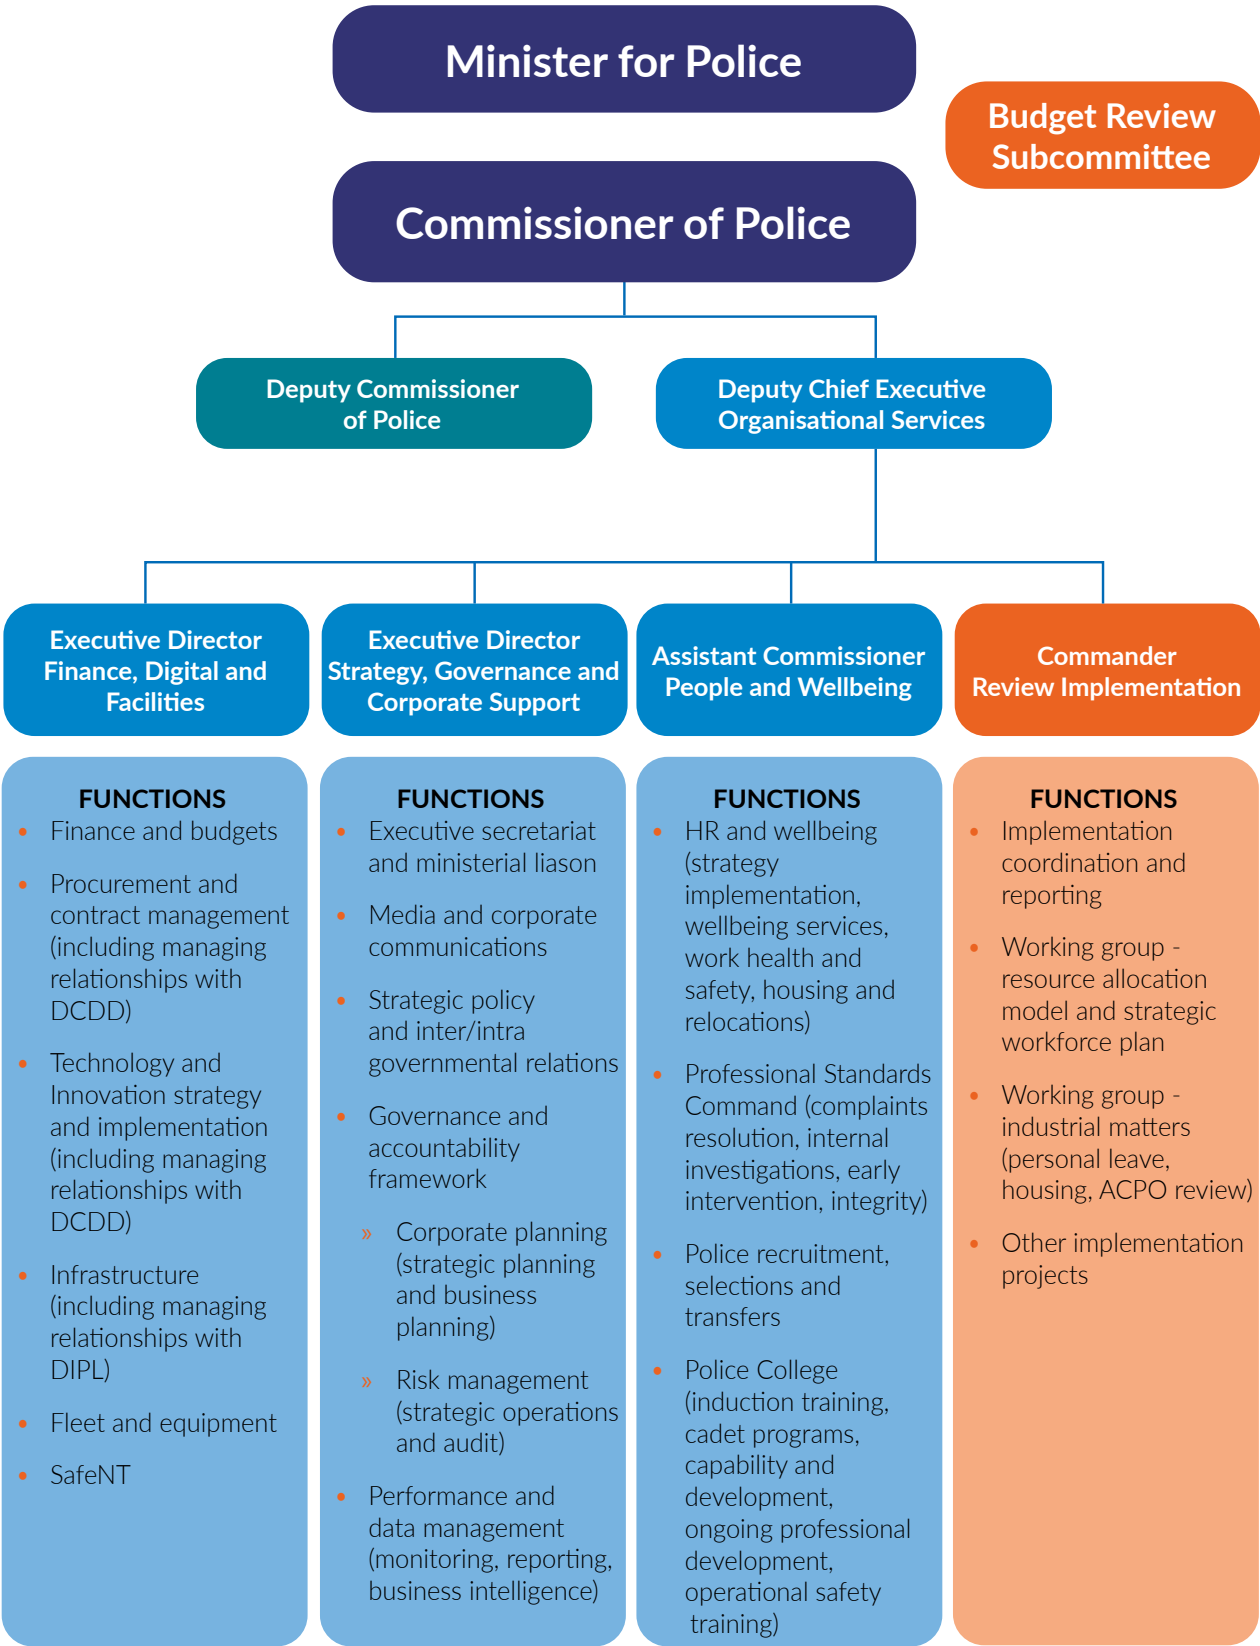 Minister for Police
Budget Review
Subcommittee
Commissioner of Police
Deputy Commissioner
of Police
Deputy Chief Executive
Organisational Services
Executive Director
Finance, Digital and
Facilities
Executive Director
Strategy, Governance and
Corporate Support
Assistant Commissioner
People and Wellbeing
Commander
Review Implementation
FUNCTIONS
• Finance and budgets
• Procurement and
contract management
(including managing
relationships with
DCDD)
• Technology and
Innovation strategy
and implementation
(including managing
relationships with
DCDD)
• Infrastructure
(including managing
relationships with
DIPL)
• Fleet and equipment
• SafeNT
FUNCTIONS
• Executive secretariat
and ministerial liason
• Media and corporate
communications
• Strategic policy
and inter/intra
governmental relations
• Governance and
accountability
framework
» Corporate planning
(strategic planning
and business
planning)
» Risk management
(strategic operations
and audit)
• Performance and
data management
(monitoring, reporting,
business intelligence)
FUNCTIONS
• HR and wellbeing
(strategy
implementation,
wellbeing services,
work health and
safety, housing and
relocations)
• Professional Standards
Command (complaints
resolution, internal
investigations, early
intervention, integrity)
• Police recruitment,
selections and
transfers
• Police College
(induction training,
cadet programs,
capability and
development,
ongoing professional
development,
operational safety
training)
FUNCTIONS
• Implementation
coordination and
reporting
• Working group -
resource allocation
model and strategic
workforce plan
• Working group -
industrial matters
(personal leave,
housing, ACPO review)
• Other implementation
projects